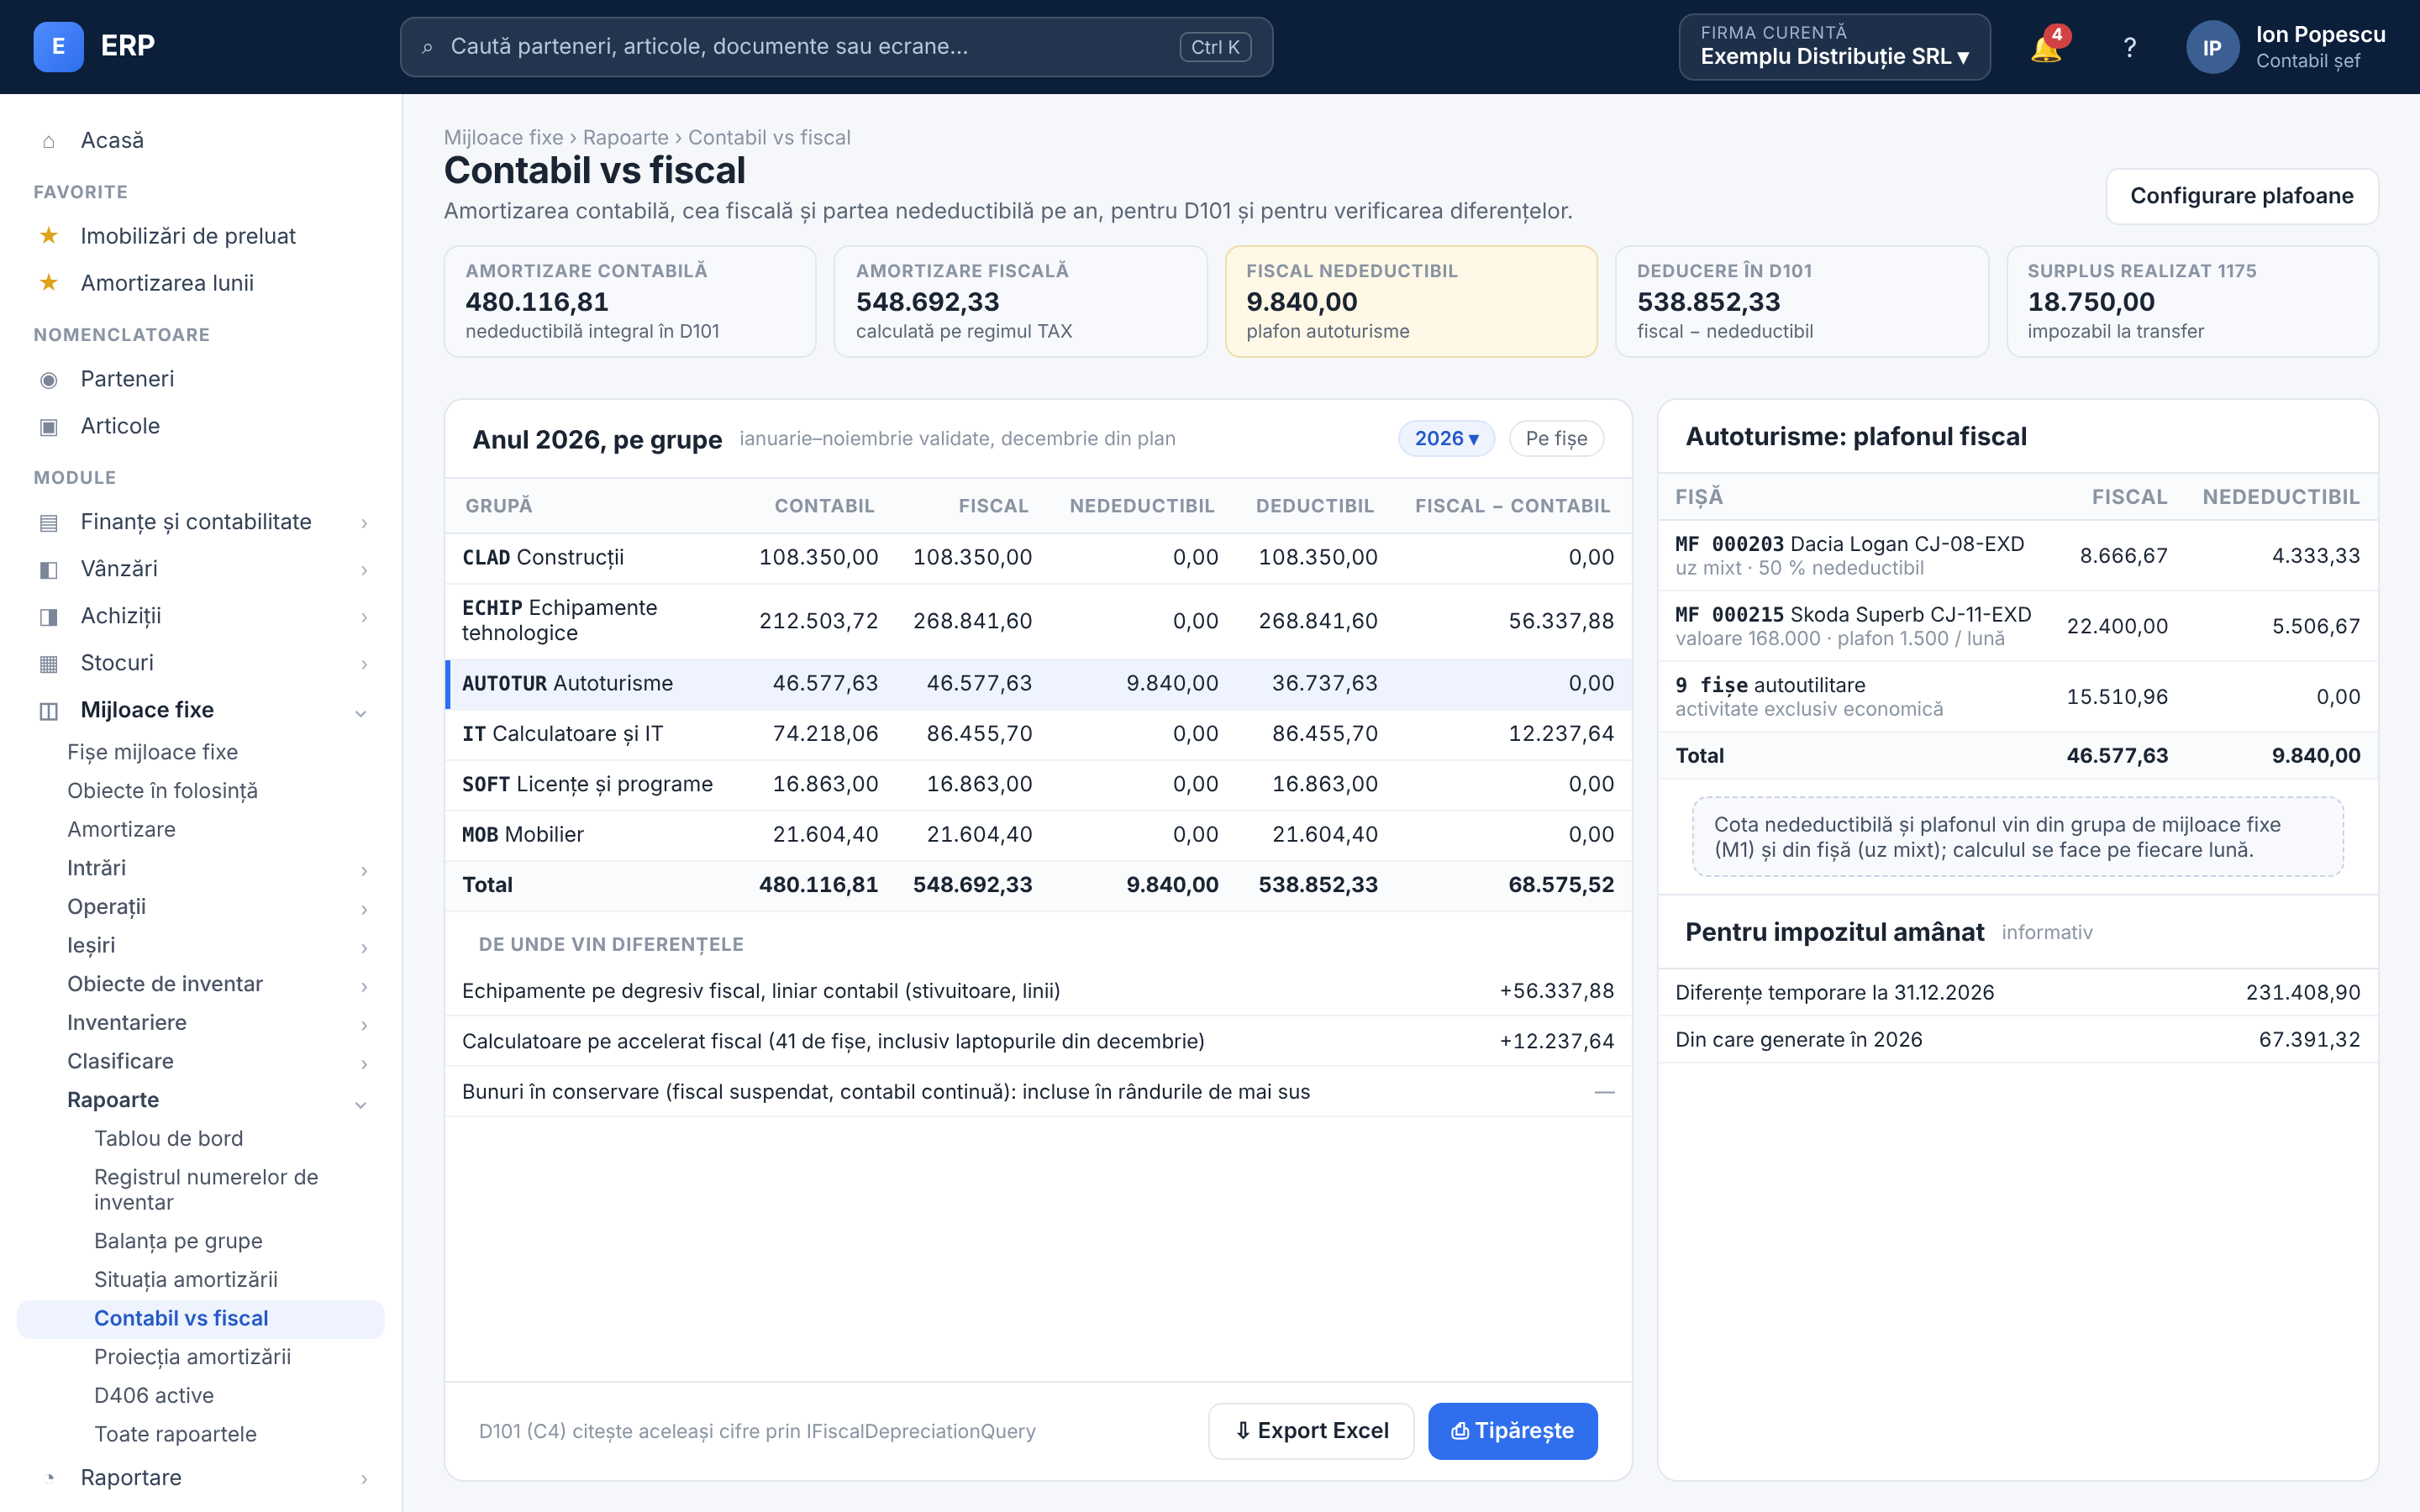 E ERP
Caută parteneri, articole, documente sau ecrane... Ctrl K
FIRMA CURENTĂ
Exemplu Distribuție SRL ▾
4
?
IP
Ion Popescu
Contabil șef
Acasă
FAVORITE
★ Imobilizări de preluat
★ Amortizarea lunii
NOMENCLATOARE
Parteneri
Articole
MODULE
Finanțe și contabilitate ›
Vânzări ›
Achiziții ›
Stocuri ›
Mijloace fixe
Fișe mijloace fixe
Obiecte în folosință
Amortizare
Intrări ›
Operații ›
Ieșiri ›
Obiecte de inventar ›
Inventariere ›
Clasificare ›
Rapoarte
Tablou de bord
Registrul numerelor de
inventar
Balanța pe grupe
Situația amortizării
Contabil vs fiscal
Proiecția amortizării
D406 active
Toate rapoartele
Raportare ›
Mijloace fixe › Rapoarte › Contabil vs fiscal
Contabil vs fiscal
Amortizarea contabilă, cea fiscală și partea nedeductibilă pe an, pentru D101 și pentru verificarea diferențelor.
Configurare plafoane
AMORTIZARE CONTABILĂ
480.116,81
nedeductibilă integral în D101
AMORTIZARE FISCALĂ
548.692,33
calculată pe regimul TAX
FISCAL NEDEDUCTIBIL
9.840,00
plafon autoturisme
DEDUCERE ÎN D101
538.852,33
fiscal − nedeductibil
SURPLUS REALIZAT 1175
18.750,00
impozabil la transfer
Anul 2026, pe grupe ianuarie–noiembrie validate, decembrie din plan 2026 ▾ Pe fișe
GRUPĂ CONTABIL FISCAL NEDEDUCTIBIL DEDUCTIBIL FISCAL − CONTABIL
CLAD Construcții 108.350,00 108.350,00 0,00 108.350,00 0,00
ECHIP Echipamente
tehnologice 212.503,72 268.841,60 0,00 268.841,60 56.337,88
AUTOTUR Autoturisme 46.577,63 46.577,63 9.840,00 36.737,63 0,00
IT Calculatoare și IT 74.218,06 86.455,70 0,00 86.455,70 12.237,64
SOFT Licențe și programe 16.863,00 16.863,00 0,00 16.863,00 0,00
MOB Mobilier 21.604,40 21.604,40 0,00 21.604,40 0,00
Total 480.116,81 548.692,33 9.840,00 538.852,33 68.575,52
DE UNDE VIN DIFERENȚELE
Echipamente pe degresiv fiscal, liniar contabil (stivuitoare, linii) +56.337,88
Calculatoare pe accelerat fiscal (41 de fișe, inclusiv laptopurile din decembrie) +12.237,64
Bunuri în conservare (fiscal suspendat, contabil continuă): incluse în rândurile de mai sus —
D101 (C4) citește aceleași cifre prin IFiscalDepreciationQuery
⇩ Export Excel
⎙ Tipărește
Autoturisme: plafonul fiscal
FIȘĂ FISCAL NEDEDUCTIBIL
MF 000203 Dacia Logan CJ-08-EXD 8.666,67 4.333,33
uz mixt · 50 % nedeductibil
MF 000215 Skoda Superb CJ-11-EXD 22.400,00 5.506,67
valoare 168.000 · plafon 1.500 / lună
9 fișe autoutilitare 15.510,96 0,00
activitate exclusiv economică
Total 46.577,63 9.840,00
Cota nedeductibilă și plafonul vin din grupa de mijloace fixe
(M1) și din fișă (uz mixt); calculul se face pe fiecare lună.
Pentru impozitul amânat informativ
Diferențe temporare la 31.12.2026 231.408,90
Din care generate în 2026 67.391,32